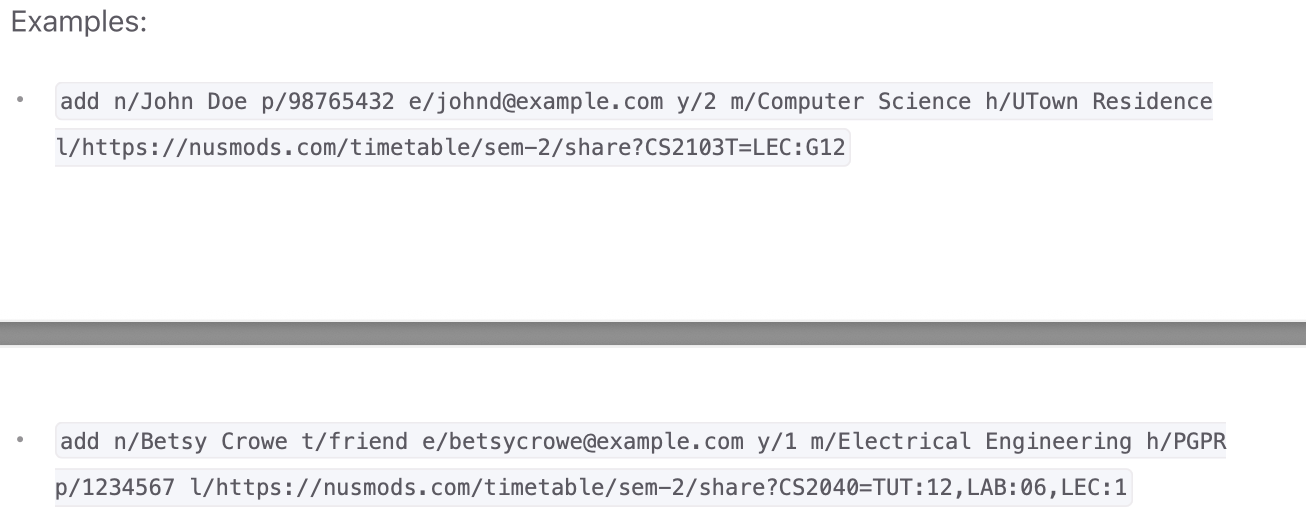 Examples:
add n/John Doe p/98765432 e/johnd@example.com y/2 m/Computer Science h/UTown Residence
l/https://nusmods.com/timetable/sem-2/share?CS2103T=LEC:G12
add n/Betsy Crowe t/friend e/betsycrowe@example.com y/1 m/Electrical Engineering h/PGPR
p/1234567 l/https://nusmods.com/timetable/sem-2/share?CS2040=TUT:12,LAB:06,LEC:1